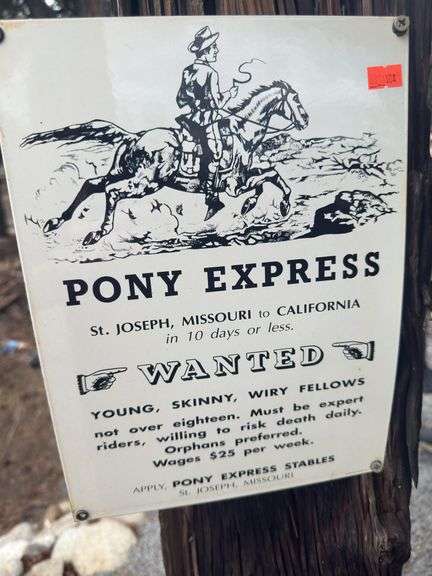 PONY EXPRESS
St. JOSEPH, MISSOURI to CALIFORNIA
in 10 days or less.
WANTED
YOUNG, SKINNY, WIRY FELLOWS
not over eighteen. Must be expert
riders, willing to risk death daily.
Orphans preferred.
Wages $25 per week.
APPLY, PONY EXPRESS STABLES
St. JOSEPH, MISSOURI